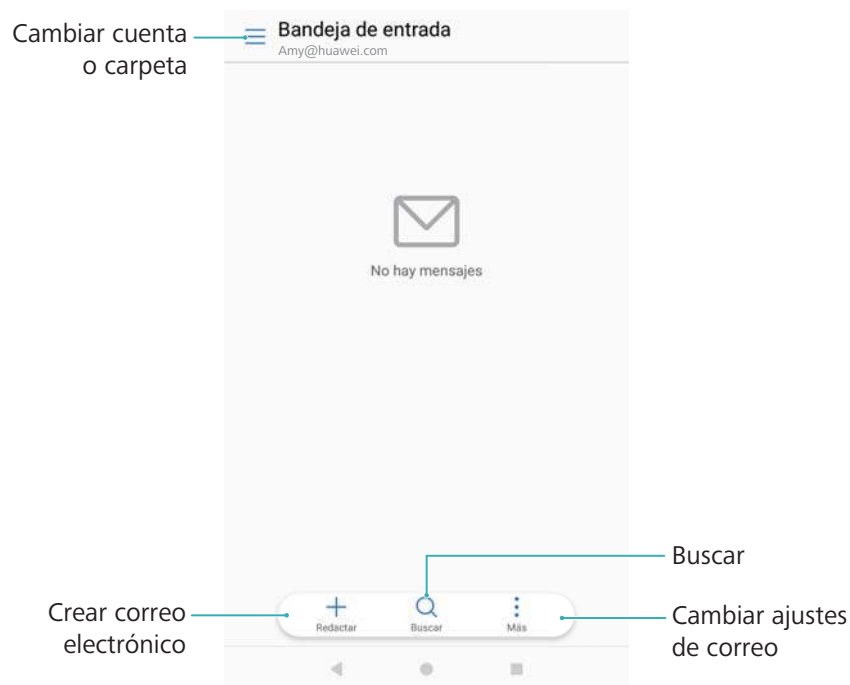 Cambiar cuenta
o carpeta
Bandeja de entrada
Amy@huawei.com
No hay mensajes
Buscar
Crear correo
electrónico
Redactar
Buscar
Más
Cambiar ajustes
de correo